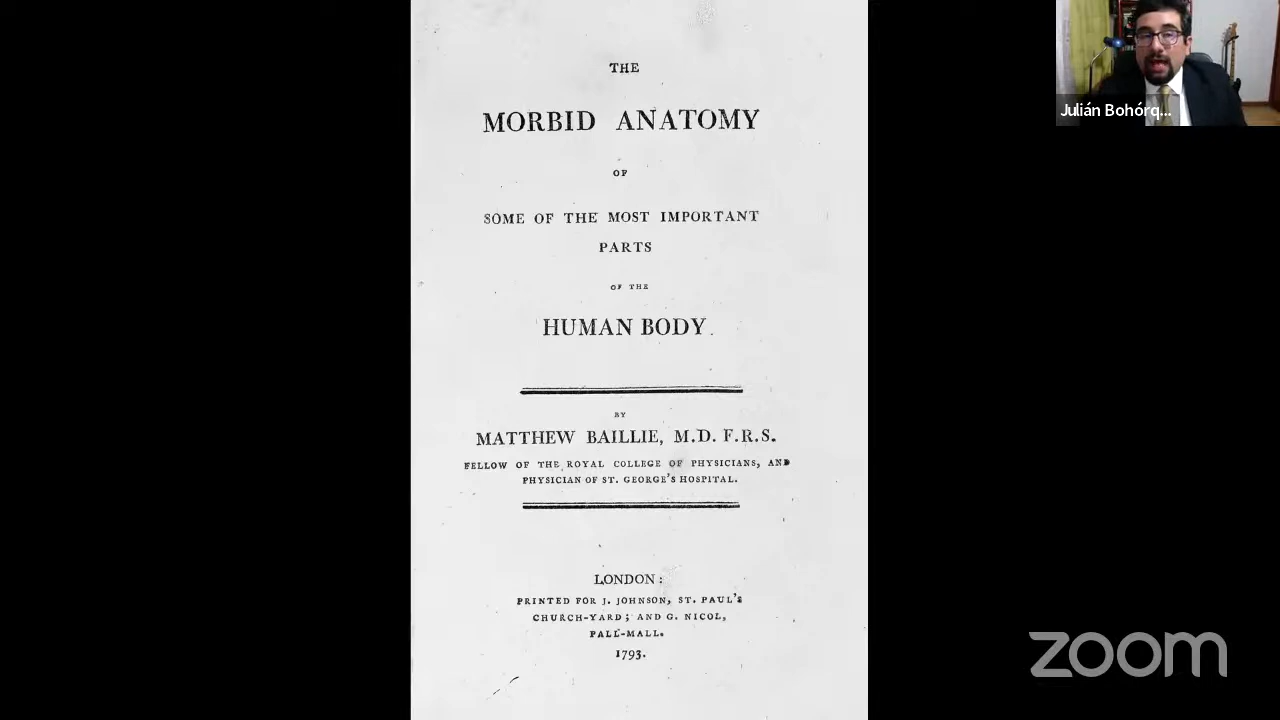 THE
MORBID ANATOMY
OF
SOME OF THE MOST IMPORTANT
PARTS
OF THE
HUMAN BODY.
BY
MATTHEW BAILLIE, M.D. F.R.S.
FELLOW OF THE ROYAL COLLEGE OF PHYSICIANS, AND
PHYSICIAN OF ST. GEORGE'S HOSPITAL.
LONDON:
PRINTED FOR J. JOHNSON, ST. PAUL'S
CHURCH-YARD; AND G. NICOL,
PALL-MALL.
1793.
Julián Bohórq...
zoom